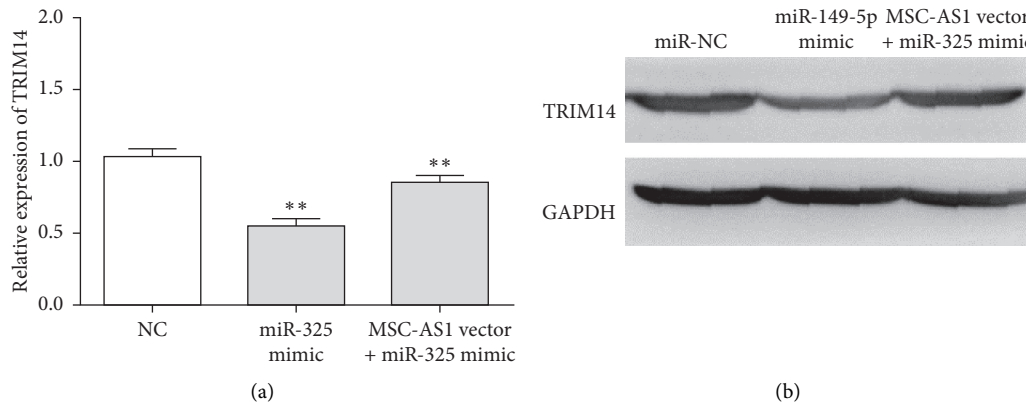 Relative expression of TRIM14
2.0
1.5
1.0
0.5
0.0
**
**
NC
miR-325
mimic
MSC-AS1 vector
+ miR-325 mimic
(a)
miR-NC
miR-149-5p
mimic
MSC-AS1 vector
+ miR-325 mimic
TRIM14
GAPDH
(b)